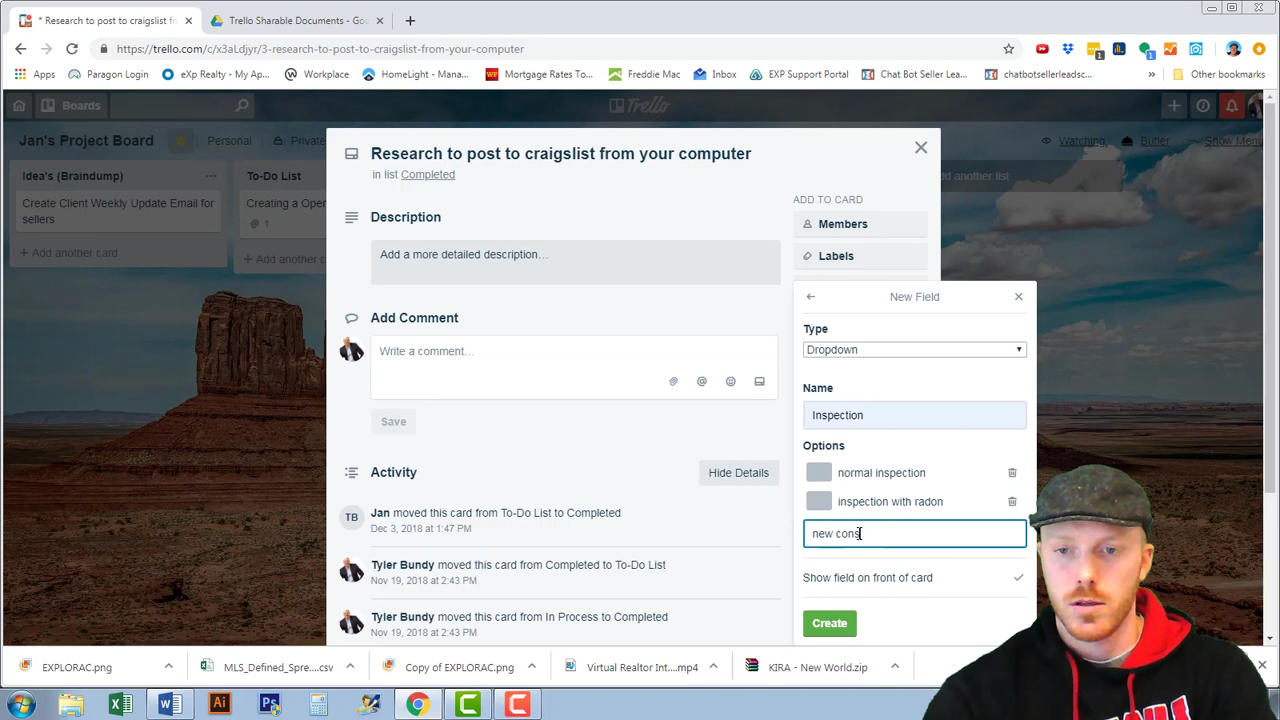 * Research to post to craigslist from
Trello Sharable Documents - Goo
https://trello.com/c/x3aLdjyr/3-research-to-post-to-craigslist-from-your-computer
Apps
Paragon Login
eXp Realty - My Ap...
Workplace
HomeLight - Mana...
Mortgage Rates To...
Freddie Mac
Inbox
EXP Support Portal
Chat Bot Seller Lea...
chatbotsellerleadsc...
»
Other bookmarks
Boards
Trello
Jan's Project Board
Personal
Private
Watching
Butler
Show Menu
Idea's (Braindump)
Create Client Weekly Update Email for
sellers
+ Add another card
To-Do List
Creating a Oper
1
+ Add another c
dd another list
Research to post to craigslist from your computer
in list Completed
Description
Add a more detailed description…
Add Comment
Write a comment…
Save
Activity
Hide Details
TB
Jan moved this card from To-Do List to Completed
Dec 3, 2018 at 1:47 PM
Tyler Bundy moved this card from Completed to To-Do List
Nov 19, 2018 at 2:43 PM
Tyler Bundy moved this card from In Process to Completed
Nov 19, 2018 at 2:43 PM
ADD TO CARD
Members
Labels
New Field
Type
Dropdown
Name
Inspection
Options
normal inspection
inspection with radon
new cons
Show field on front of card
Create
EXPLORAC.png
MLS_Defined_Spre....csv
Copy of EXPLORAC.png
Virtual Realtor Int....mp4
KIRA - New World.zip